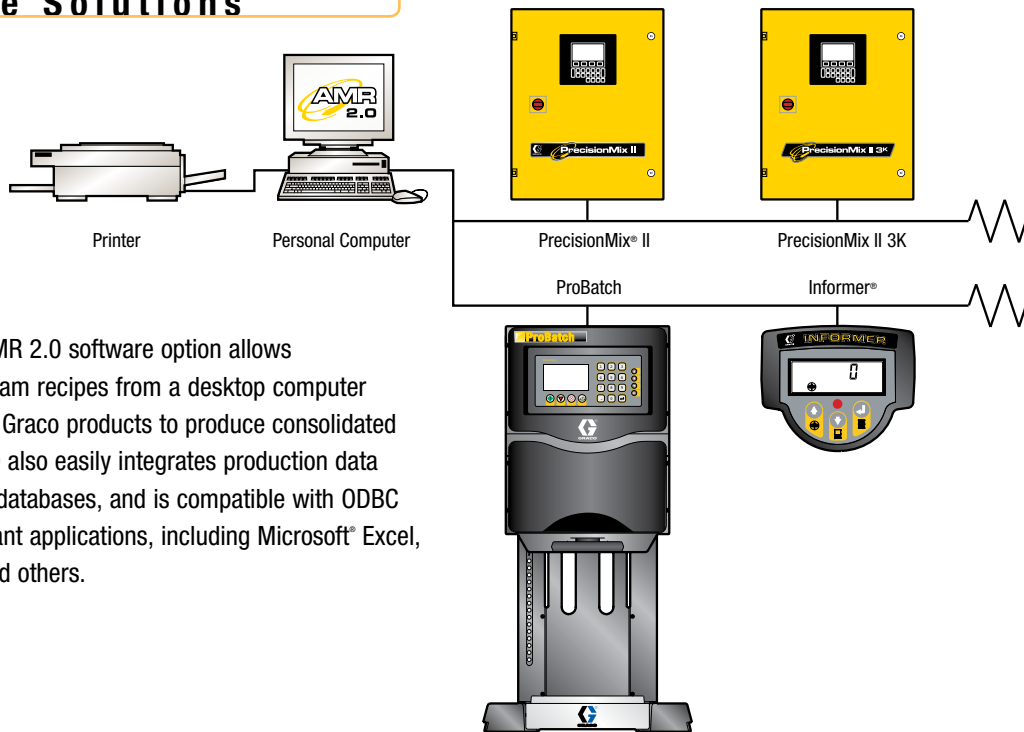 e Solutions
AMR
2.0
PrecisionMix II
PrecisionMix II 3K
Printer
Personal Computer
PrecisionMix® II
PrecisionMix II 3K
ProBatch
Informer®
ProBatch
INFORMER
0
GRACO
MR 2.0 software option allows
am recipes from a desktop computer
Graco products to produce consolidated
also easily integrates production data
databases, and is compatible with ODBC
ant applications, including Microsoft® Excel,
d others.
GRACO